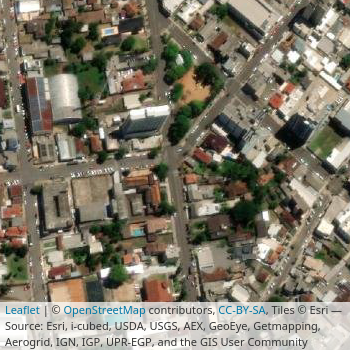 Leaflet | © OpenStreetMap contributors, CC-BY-SA, Tiles © Esri —
Source: Esri, i-cubed, USDA, USGS, AEX, GeoEye, Getmapping,
Aerogrid, IGN, IGP, UPR-EGP, and the GIS User Community